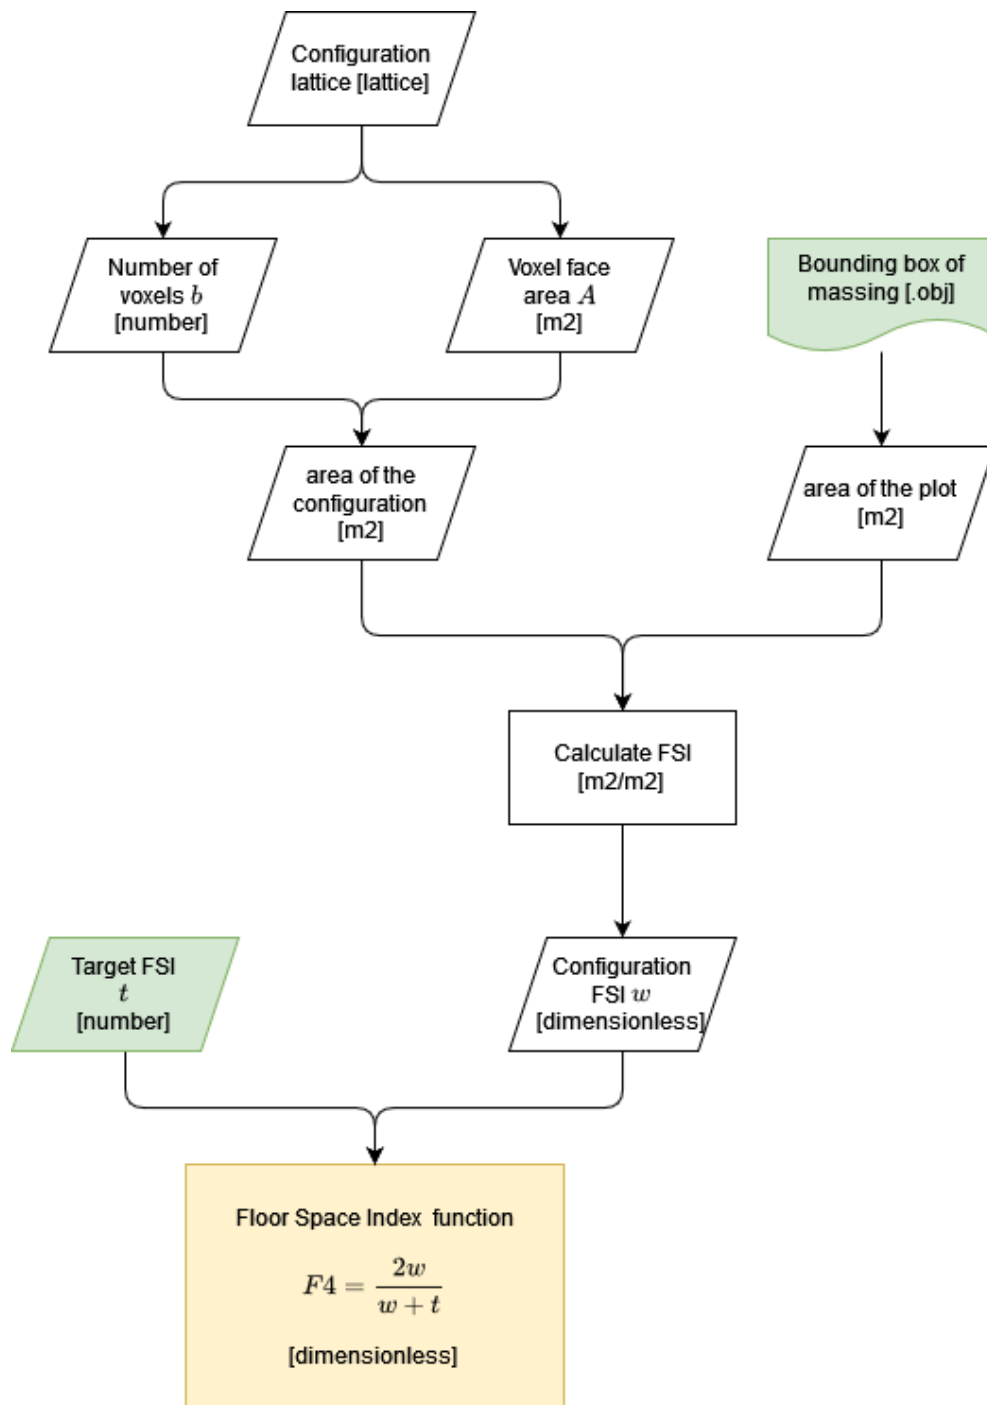 Configuration
lattice [lattice]
Number of
voxels b
[number]
Voxel face
area A
[m2]
Bounding box of
massing [.obj]
area of the
configuration
[m2]
area of the plot
[m2]
Calculate FSI
[m2/m2]
Target FSI
t
[number]
Configuration
FSI w
[dimensionless]
Floor Space Index function
F4 = 2w / (w + t)
[dimensionless]